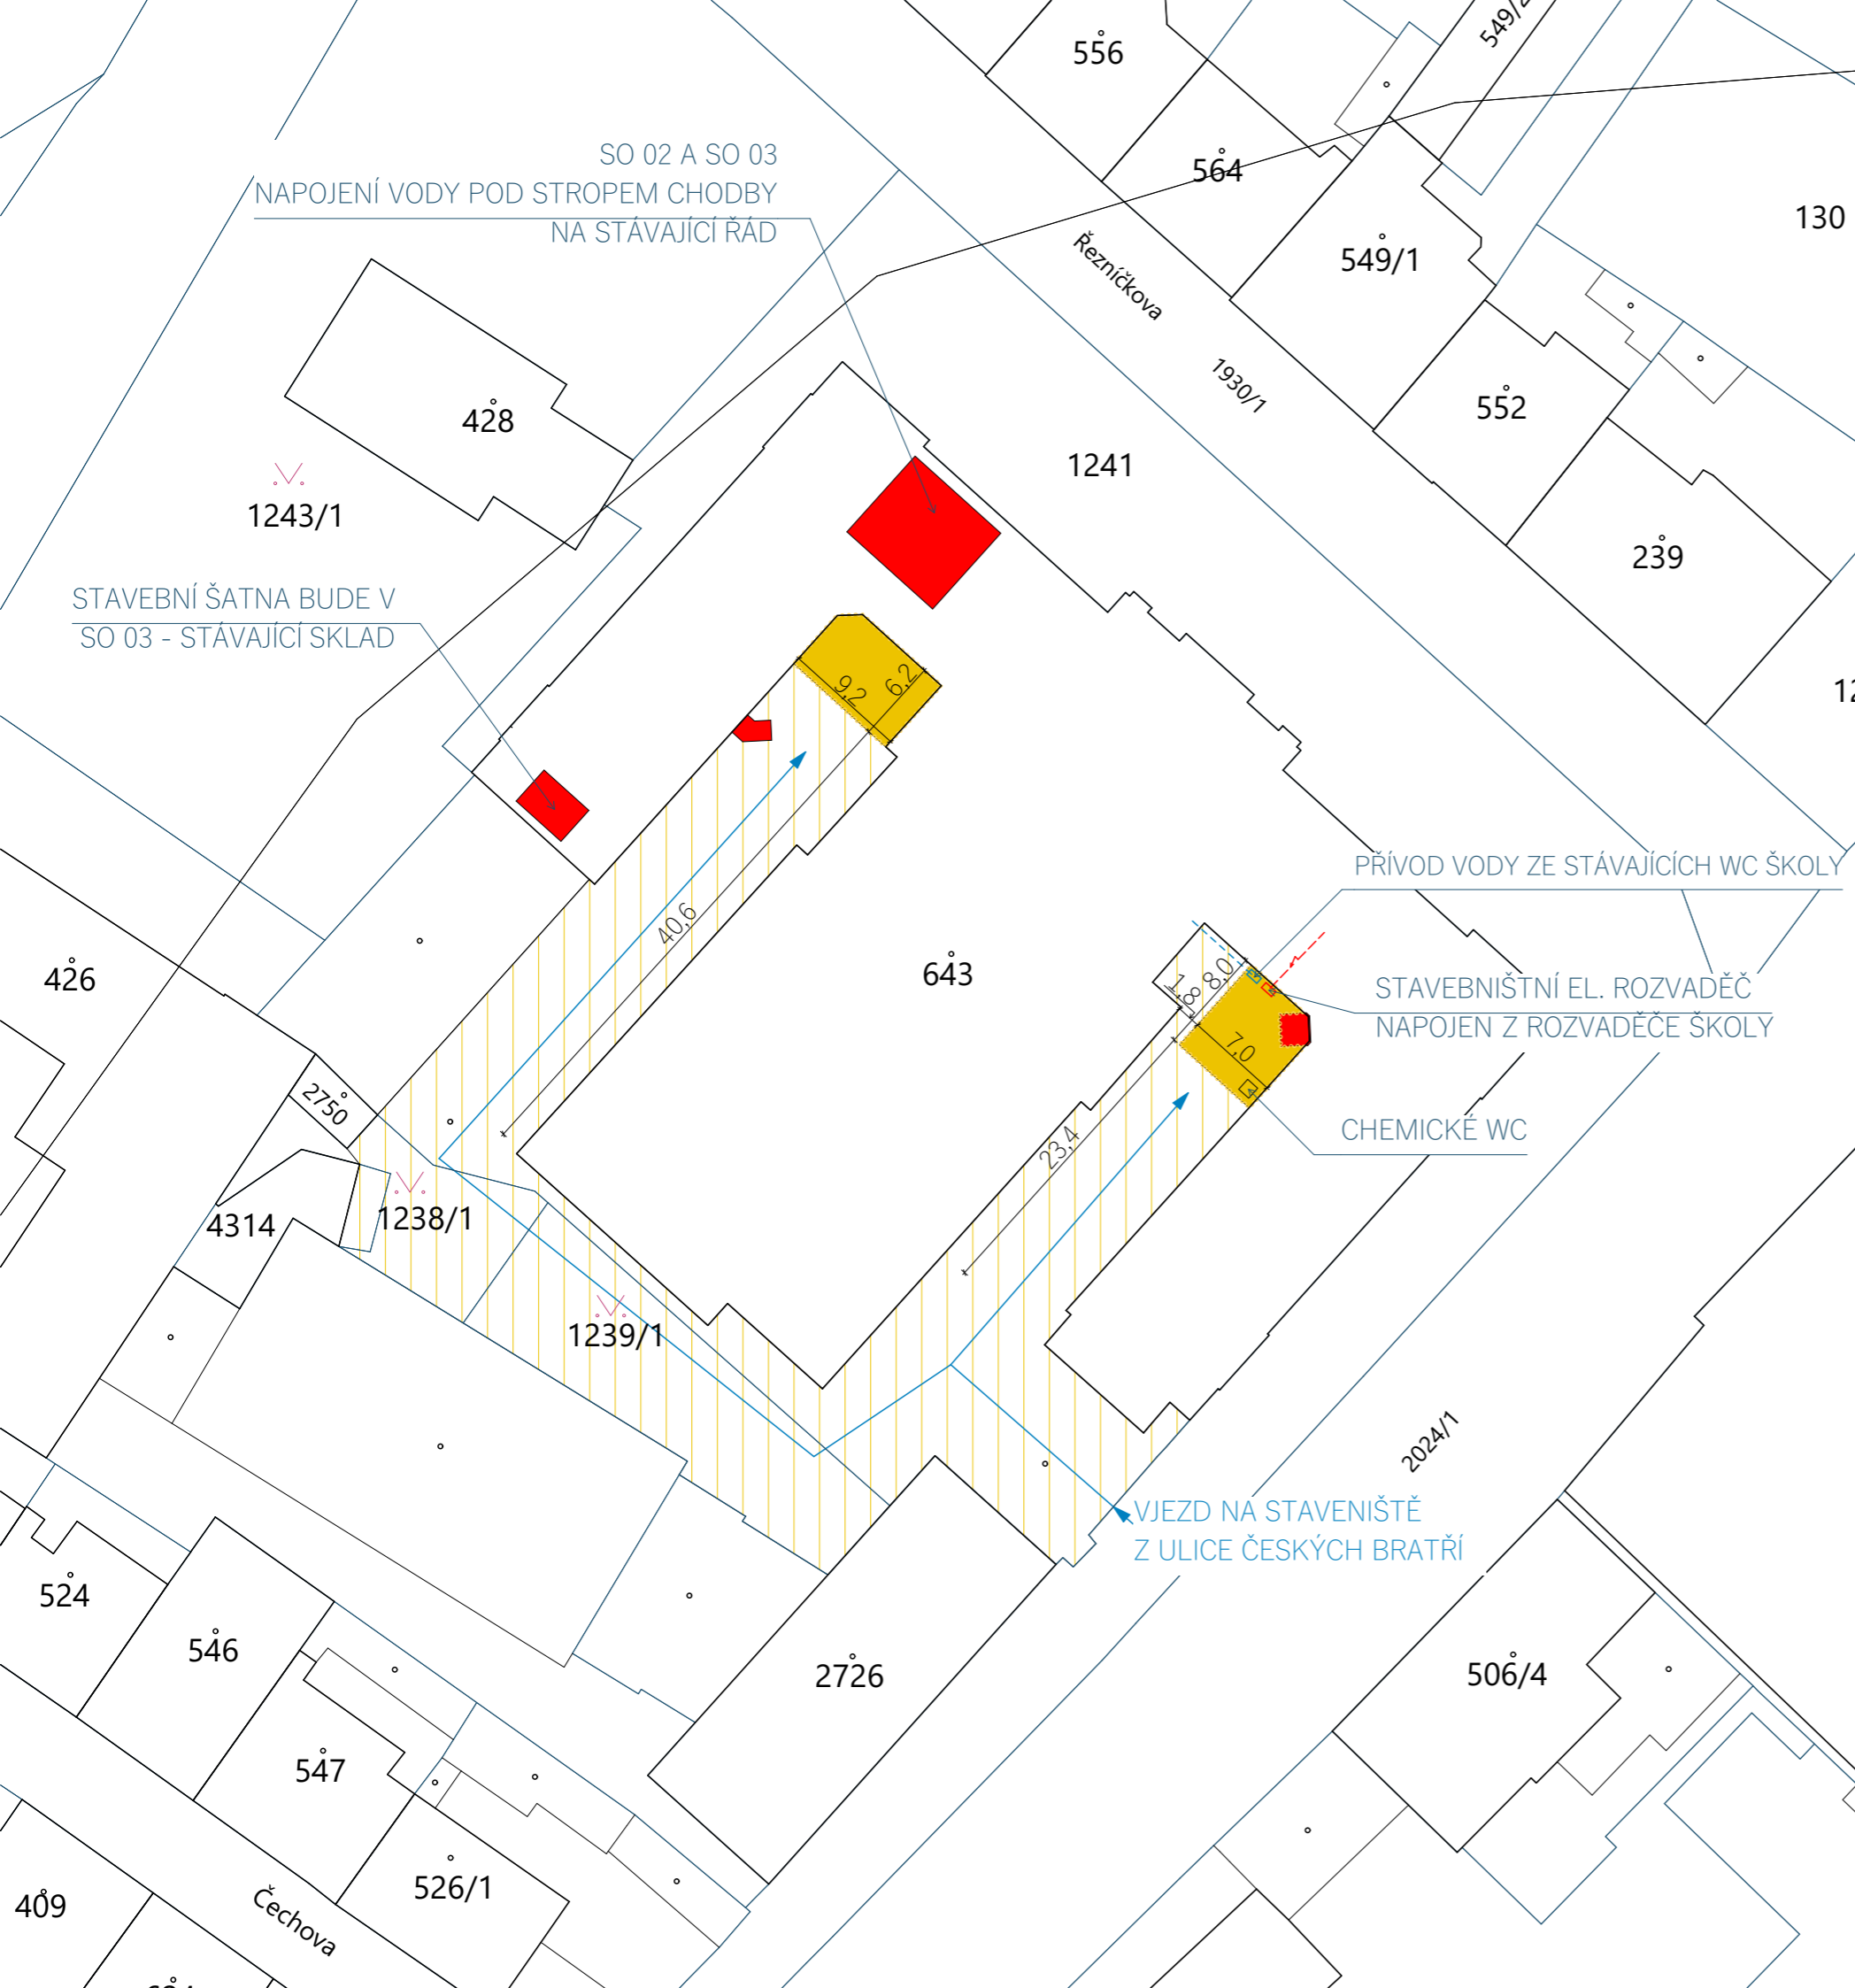 549/2
556
SO 02 A SO 03
NAPOJENÍ VODY POD STROPEM CHODBY
NA STÁVAJÍCÍ ŘÁD
564
130
Řezníčkova
549/1
1930/1
428
552
1241
1243/1
239
STAVEBNÍ ŠATNA BUDE V
SO 03 - STÁVAJÍCÍ SKLAD
9,2
6,2
PŘÍVOD VODY ZE STÁVAJÍCÍCH WC ŠKOLY
40,6
426
643
1,8
8,0
STAVEBNIŠTNÍ EL. ROZVADĚČ
NAPOJEN Z ROZVADĚČE ŠKOLY
7,0
2750
CHEMICKÉ WC
23,4
4314
1238/1
1239/1
2024/1
VJEZD NA STAVENIŠTĚ
Z ULICE ČESKÝCH BRATŘÍ
524
546
2726
506/4
547
526/1
409
Čechova